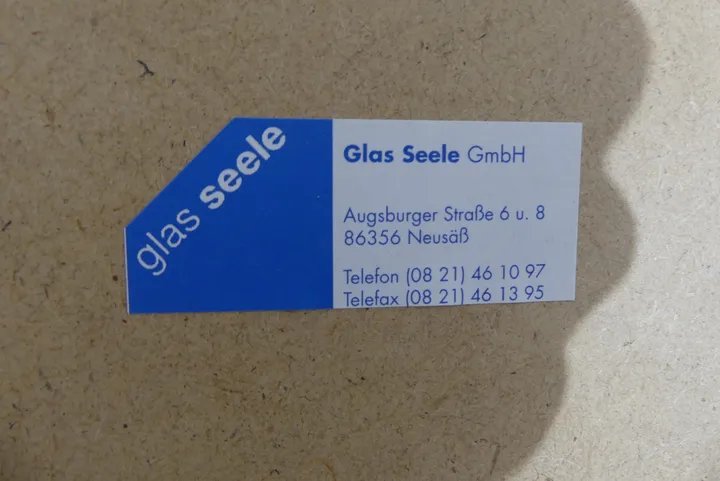 glas seele
Glas Seele GmbH
Augsburger Straße 6 u. 8
86356 Neusäß
Telefon (08 21) 46 10 97
Telefax (08 21) 46 13 95